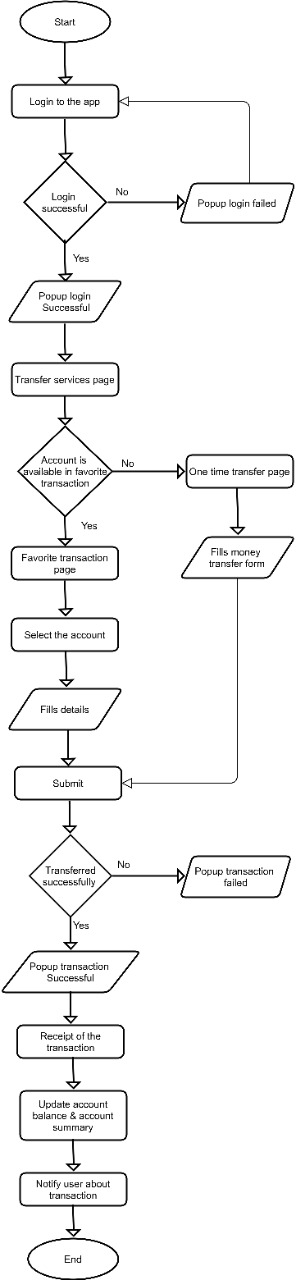 Start
Login to the app
Login
successful
No
Popup login failed
Yes
Popup login
Successful
Transfer services page
Account is
available in favorite
transaction
No
One time transfer page
Yes
Fills money
transfer form
Favorite transaction
page
Select the account
Fills details
Submit
Transferred
successfully
No
Popup transaction
failed
Yes
Popup transaction
Successful
Receipt of the
transaction
Update account
balance & account
summary
Notify user about
transaction
End